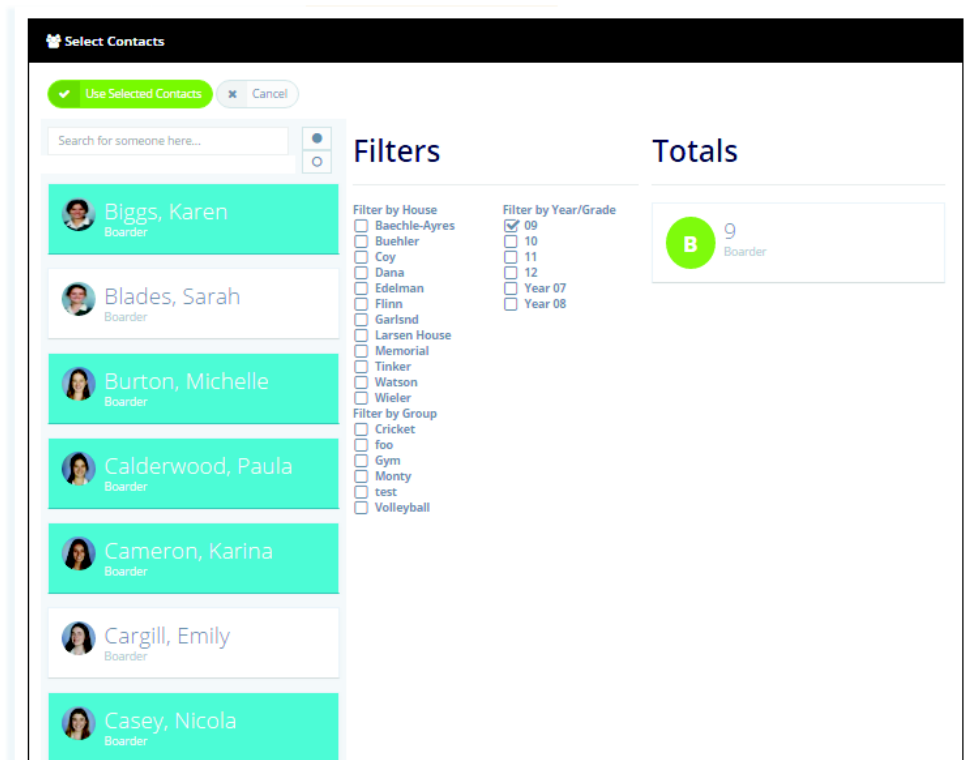 Select Contacts
Use Selected Contacts
Cancel
Search for someone here...
Biggs, Karen
Boarder
Blades, Sarah
Boarder
Burton, Michelle
Boarder
Calderwood, Paula
Boarder
Cameron, Karina
Boarder
Cargill, Emily
Boarder
Casey, Nicola
Boarder
Filters
Filter by House
Baechle-Ayres
Buehler
Coy
Dana
Edelman
Flinn
Garlsnd
Larsen House
Memorial
Tinker
Watson
Wieler
Filter by Group
Cricket
foo
Gym
Monty
test
Volleyball
Filter by Year/Grade
09
10
11
12
Year 07
Year 08
Totals
B
9
Boarder